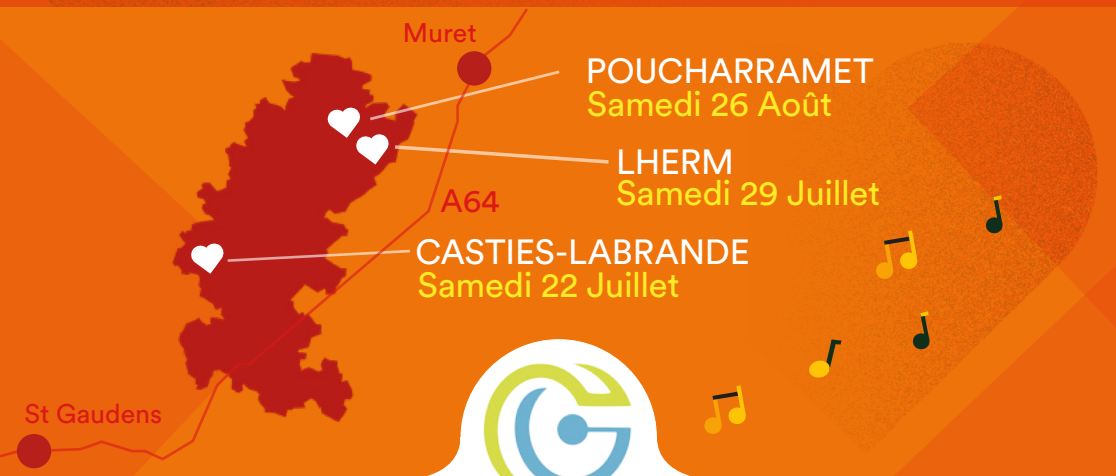 Muret
POUCHARRAMET
Samedi 26 Août
LHERM
Samedi 29 Juillet
A64
CASTIES-LABRANDE
Samedi 22 Juillet
St Gaudens